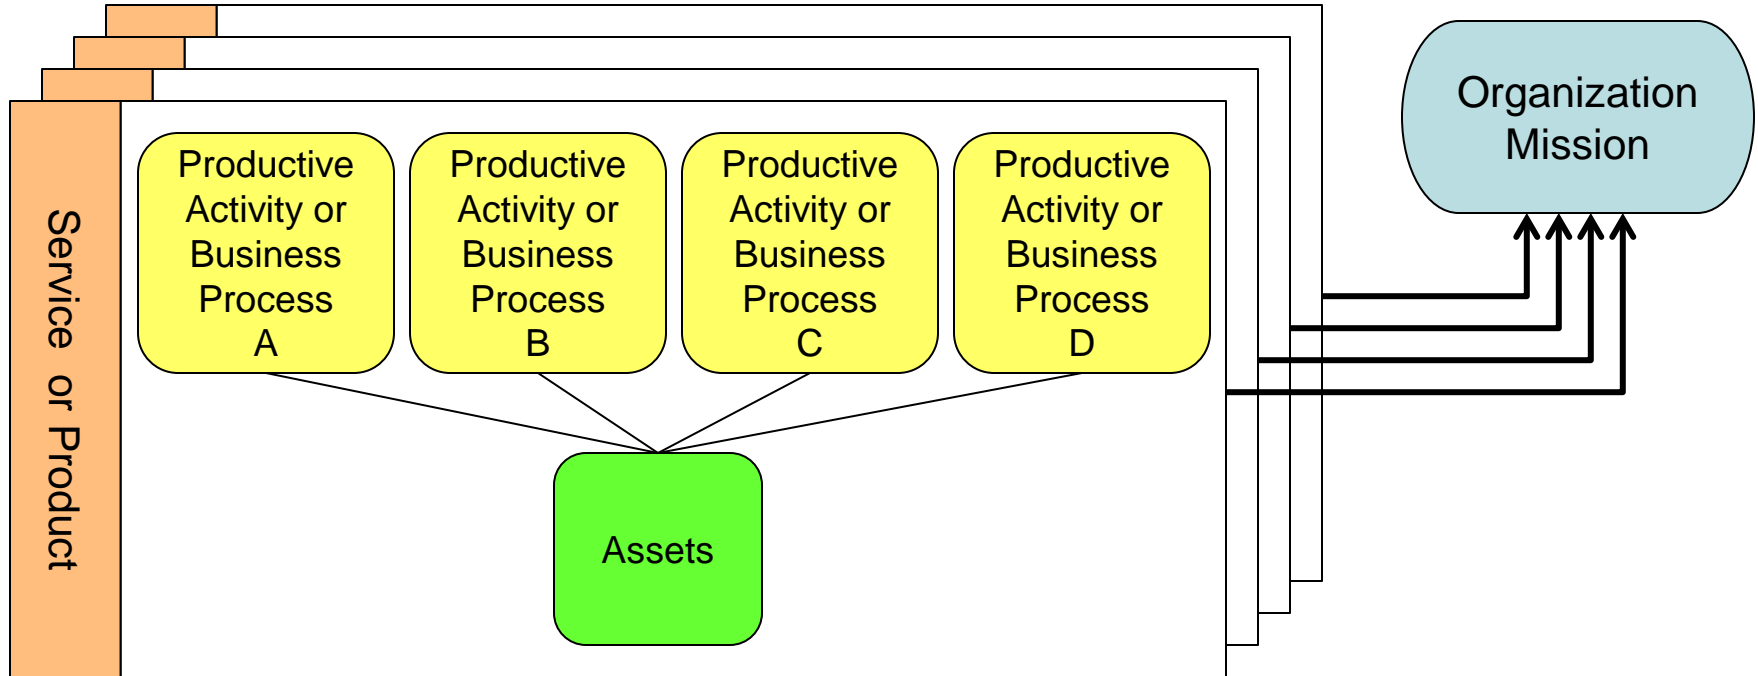 Service or Product
Productive
Activity or
Business
Process
A
Productive
Activity or
Business
Process
B
Productive
Activity or
Business
Process
C
Productive
Activity or
Business
Process
D
Assets
Organization
Mission